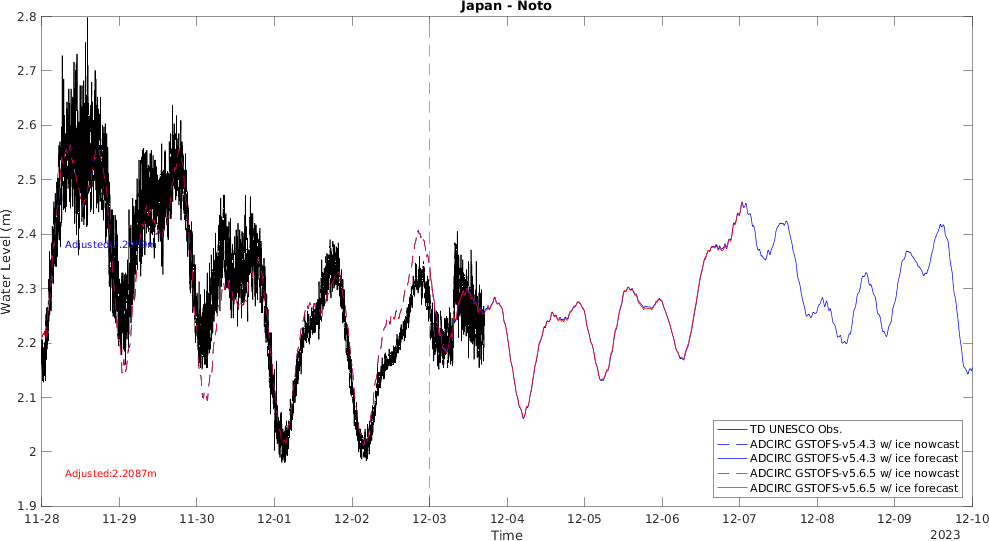 Japan - Noto
Water Level (m)
2.8
2.7
2.6
2.5
2.4
2.3
2.2
2.1
2
1.9
Adjusted:
Adjusted:2.2087m
TD UNESCO Obs.
ADCIRC GSTOFS-v5.4.3 w/ ice nowcast
ADCIRC GSTOFS-v5.4.3 w/ ice forecast
ADCIRC GSTOFS-v5.6.5 w/ ice nowcast
ADCIRC GSTOFS-v5.6.5 w/ ice forecast
11-28 11-29 11-30 12-01 12-02 12-03 12-04 12-05 12-06 12-07 12-08 12-09 12-10
Time
2023